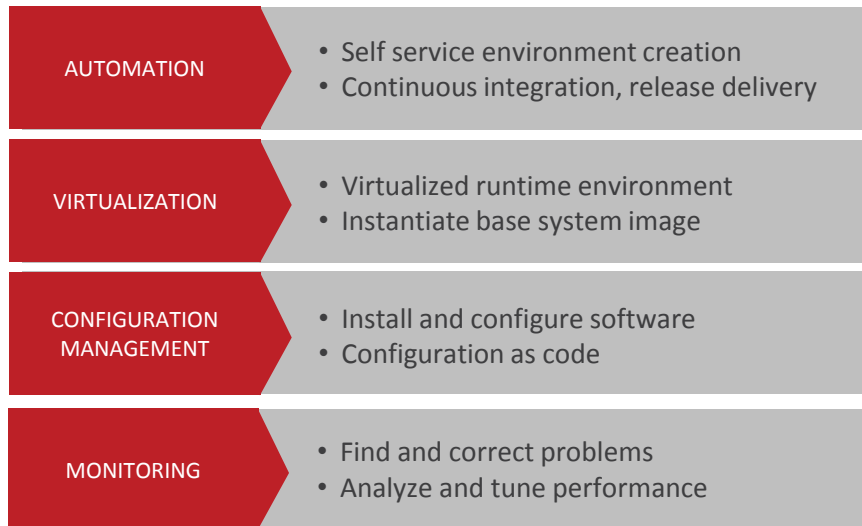 AUTOMATION
• Self service environment creation
• Continuous integration, release delivery
VIRTUALIZATION
• Virtualized runtime environment
• Instantiate base system image
CONFIGURATION
MANAGEMENT
• Install and configure software
• Configuration as code
MONITORING
• Find and correct problems
• Analyze and tune performance